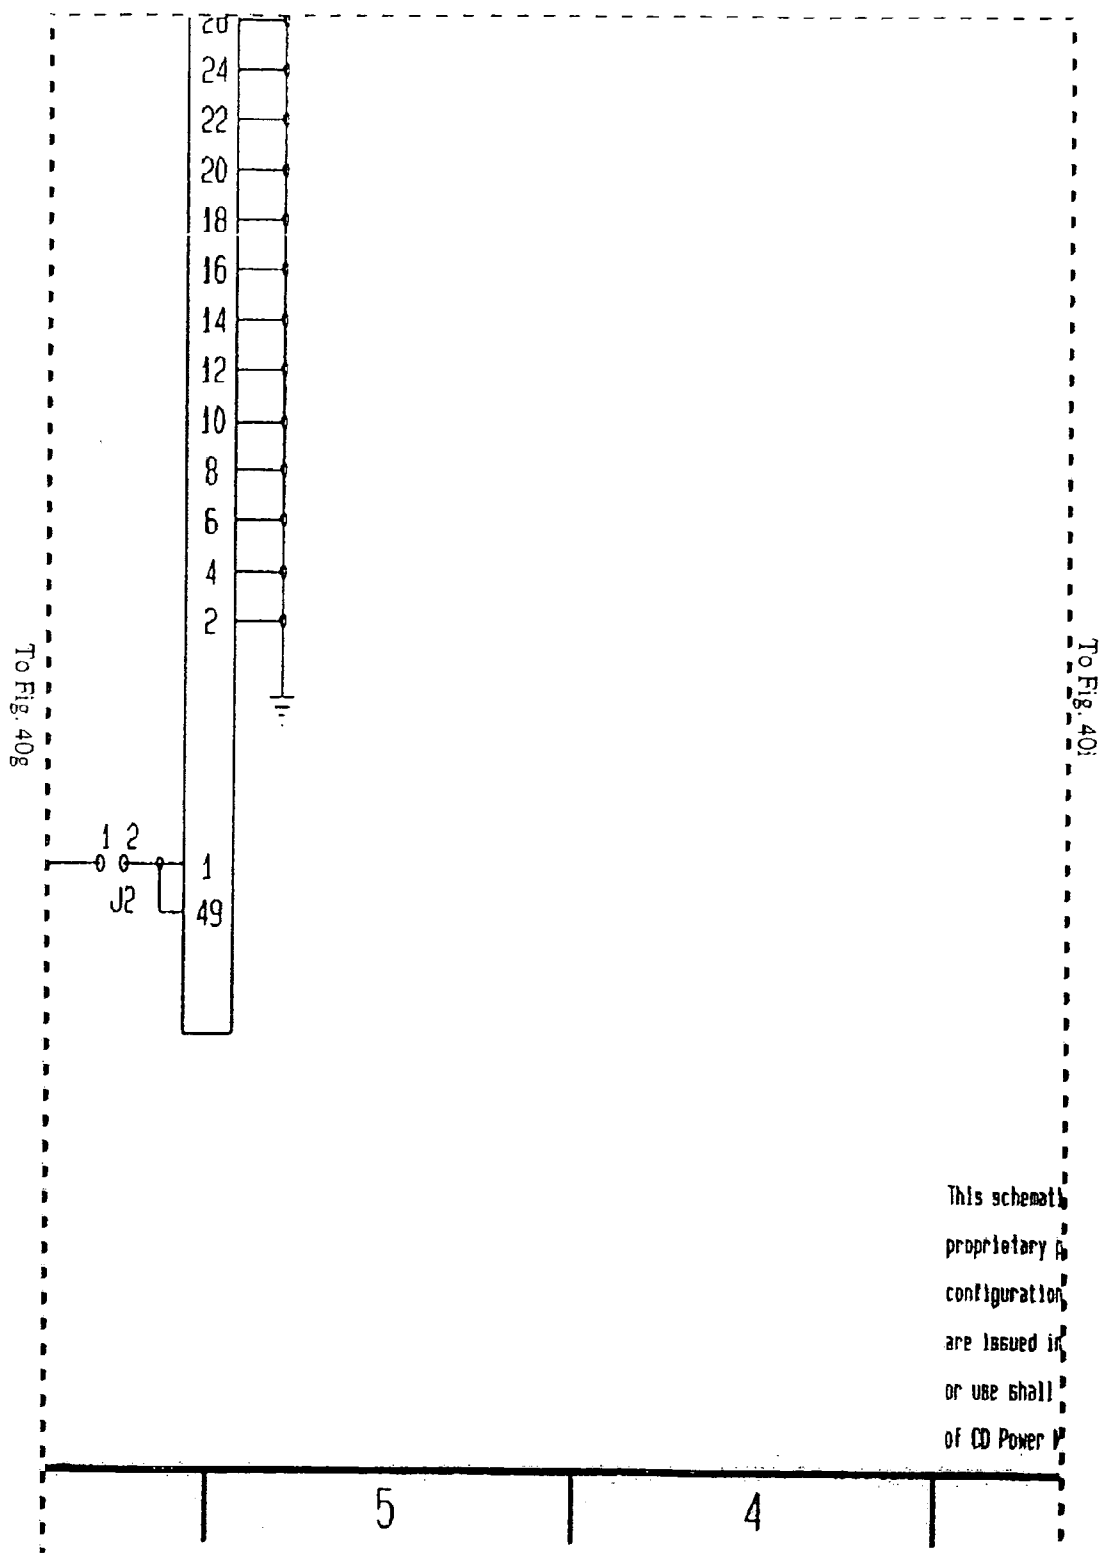 24
22
20
18
16
14
12
10
8
6
4
2
To Fig. 40g
To Fig. 40i
1 2
J2
1
49
This schemati
proprietary
configuration
are issued in
or use shall
of CD Power
5
4